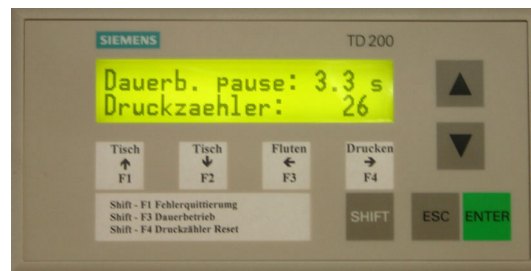 SIEMENS TD 200
Dauerb. pause: 3.3 s
Druckzaehler: 26
Tisch Tisch Fluten Drucken
↑ ↓ ← →
F1 F2 F3 F4
Shift - F1 Fehlerquittierumg
Shift - F3 Dauerbetrieb
Shift - F4 Druckzähler Reset
SHIFT ESC ENTER